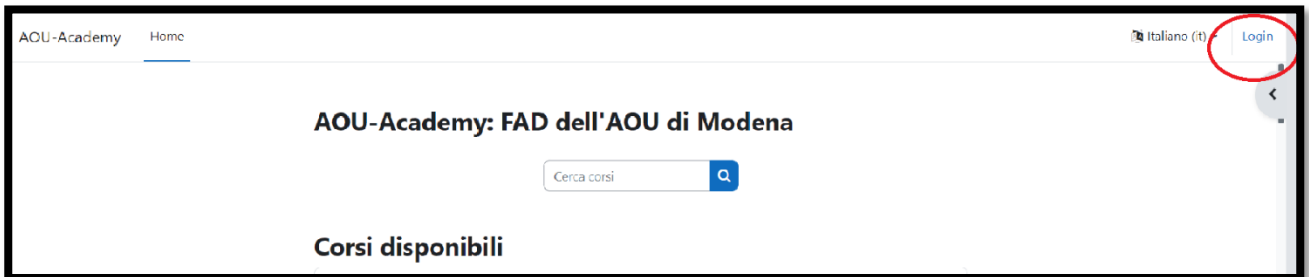 AOU-Academy Home Italiano (it) Login
AOU-Academy: FAD dell'AOU di Modena
Cerca corsi
Corsi disponibili